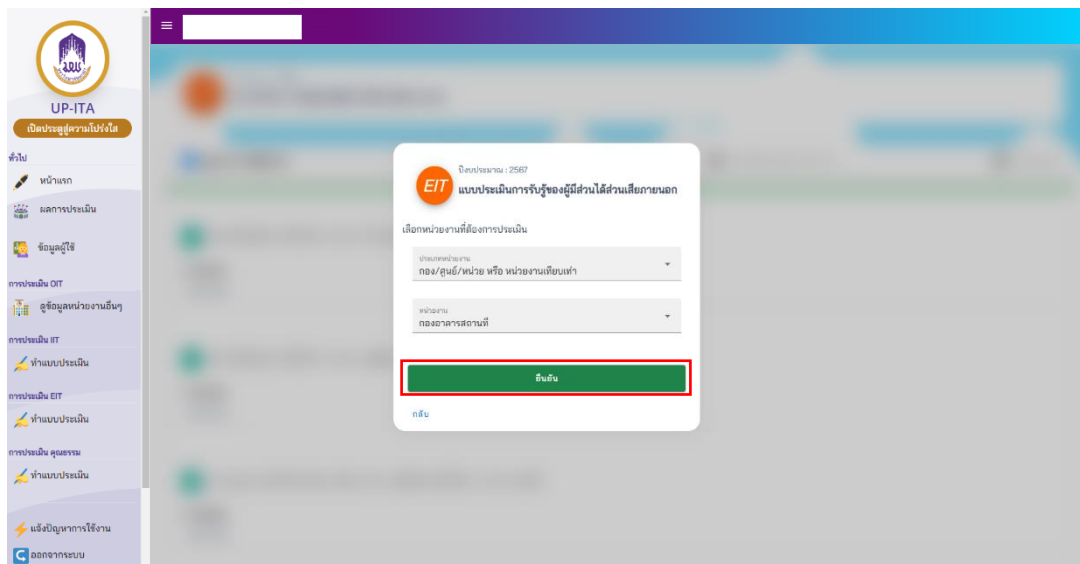 UP-ITA
เปิดประตูสู่ความโปร่งใส
ทั่วไป
หน้าแรก
ผลการประเมิน
ข้อมูลผู้ใช้
การประเมิน OIT
ดูข้อมูลหน่วยงานอื่นๆ
การประเมิน IIT
ทำแบบประเมิน
การประเมิน EIT
ทำแบบประเมิน
การประเมิน คุณธรรม
ทำแบบประเมิน
แจ้งปัญหาการใช้งาน
ออกจากระบบ
EIT
ปีงบประมาณ : 2567
แบบประเมินการรับรู้ของผู้มีส่วนได้ส่วนเสียภายนอก
เลือกหน่วยงานที่ต้องการประเมิน
ประเภทหน่วยงาน
กอง/ศูนย์/หน่วย หรือ หน่วยงานเทียบเท่า
หน่วยงาน
กองอาคารสถานที่
ยืนยัน
กลับ